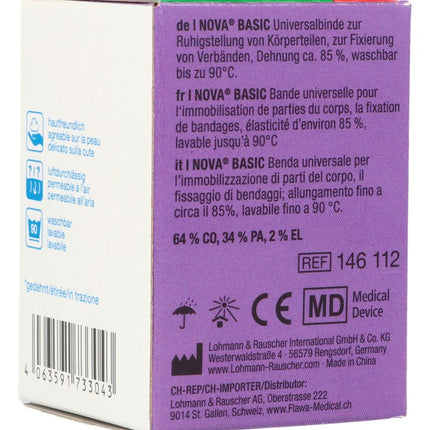 hautfreundlich
agréable sur la peau
delicato sulla cute
luftdurchlässig
permeable à l'air
permeabile all'aria
90
waschbar
lavable
lavabile
*gedehnt/étirée/in trazione
4 063591 733043
de I NOVA® BASIC Universalbinde zur
Ruhigstellung von Körperteilen, zur Fixierung
von Verbänden, Dehnung ca. 85 %, waschbar
bis zu 90°C.
fr I NOVA® BASIC Bande universelle pour
l'immobilisation de parties du corps, la fixation
de bandages, élasticité d'environ 85 %,
lavable jusqu'à 90°C
it I NOVA® BASIC Benda universale per
l'immobilizzazione di parti del corpo, il
fissaggio di bendaggi; allungamento fino a
circa il 85%, lavabile fino a 90 °C.
64 % CO, 34 % PA, 2 % EL
REF 146 112
CE MD Medical
Device
Lohmann & Rauscher International GmbH & Co. KG
Westerwaldstraße 4 - 56579 Rengsdorf, Germany
Lohmann-Rauscher.com - Made in China
CH-REP/CH-IMPORTER/Distributor:
Lohmann & Rauscher AG, Oberstrasse 222
9014 St. Gallen, Schweiz, www.Flawa-Medical.ch